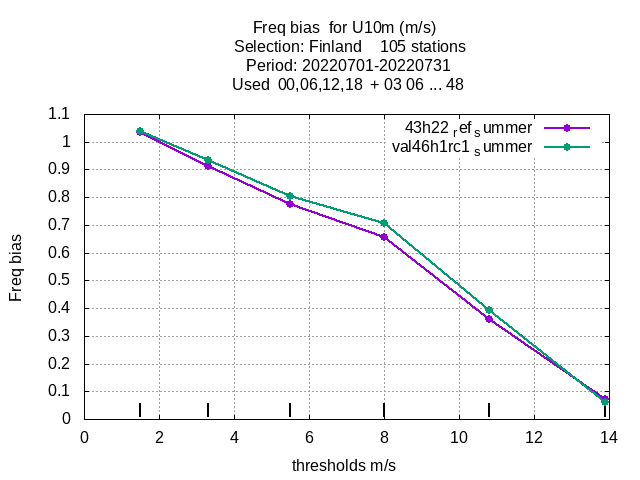 Freq bias  for U10m (m/s)
Selection: Finland    105 stations
Period: 20220701-20220731
Used  00,06,12,18  + 03 06 ... 48
43h22 ref summer
val46h1rc1 summer
Freq bias
1.1
1
0.9
0.8
0.7
0.6
0.5
0.4
0.3
0.2
0.1
0
0 2 4 6 8 10 12 14
thresholds m/s